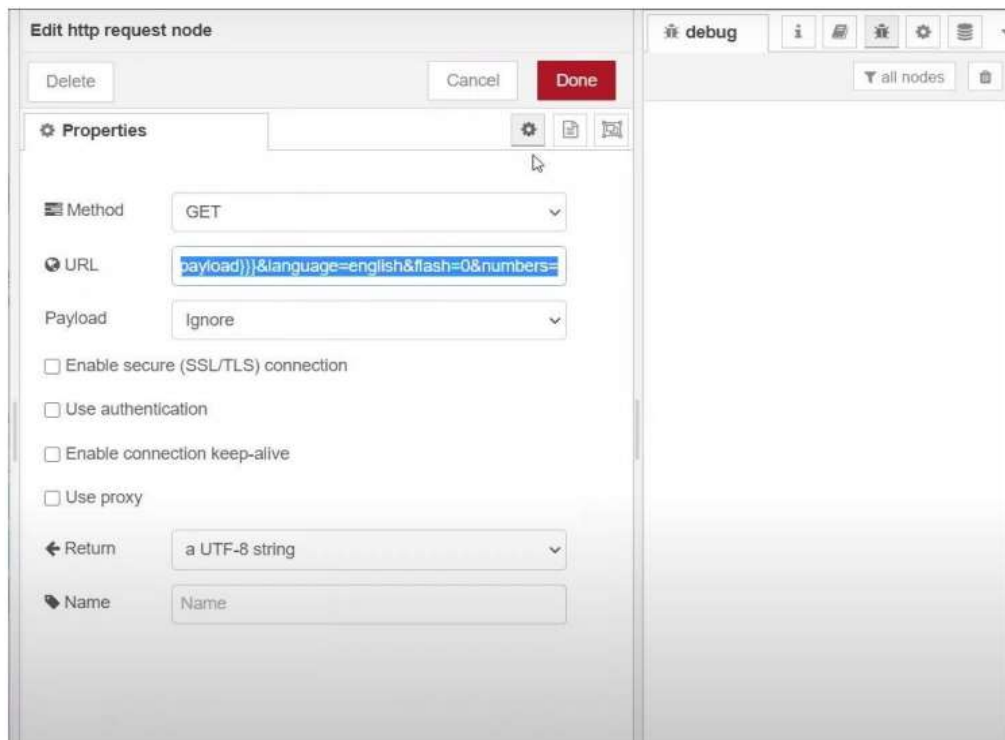 Edit http request node
debug
i
Delete
Cancel
Done
all nodes
Properties
Method
GET
URL
payload}}}&language=english&flash=0&numbers=
Payload
Ignore
Enable secure (SSL/TLS) connection
Use authentication
Enable connection keep-alive
Use proxy
Return
a UTF-8 string
Name
Name